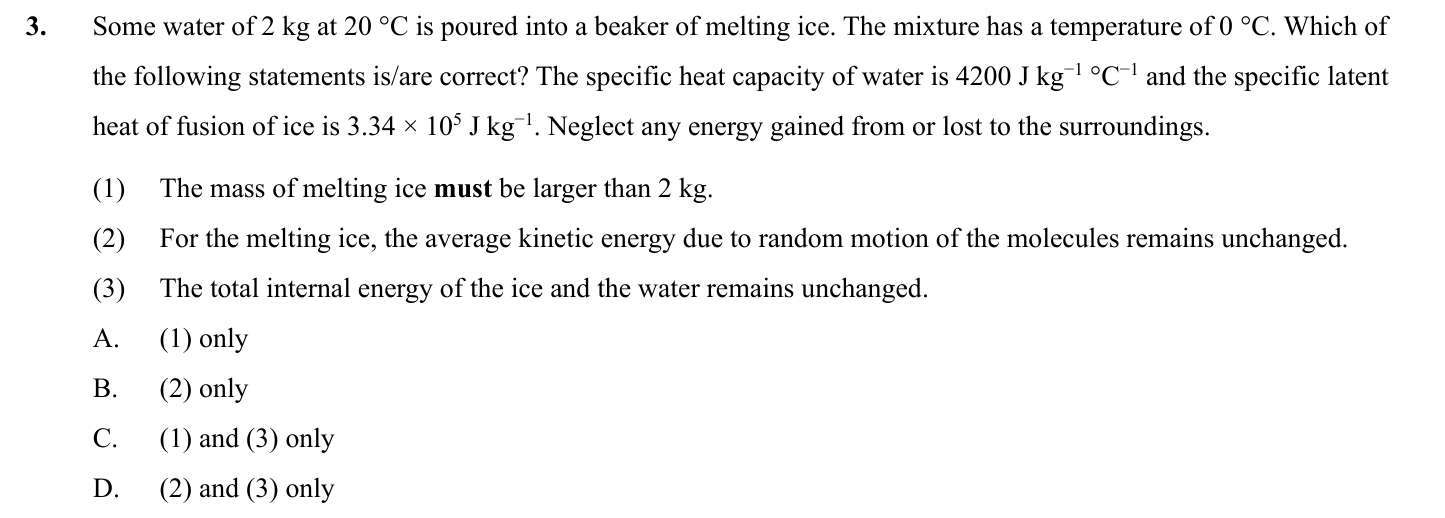 3. Some water of 2 kg at 20 °C is poured into a beaker of melting ice. The mixture has a temperature of 0 °C. Which of
the following statements is/are correct? The specific heat capacity of water is 4200 J kg⁻¹ °C⁻¹ and the specific latent
heat of fusion of ice is 3.34 × 10⁵ J kg⁻¹. Neglect any energy gained from or lost to the surroundings.
(1) The mass of melting ice must be larger than 2 kg.
(2) For the melting ice, the average kinetic energy due to random motion of the molecules remains unchanged.
(3) The total internal energy of the ice and the water remains unchanged.
A. (1) only
B. (2) only
C. (1) and (3) only
D. (2) and (3) only